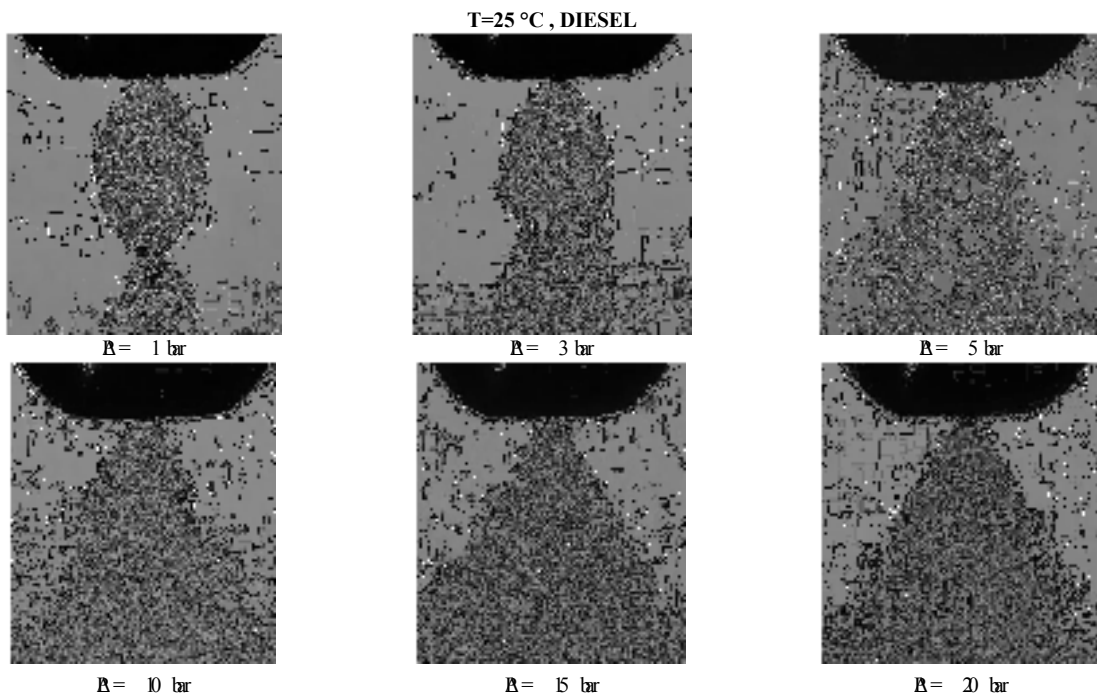 T=25 °C , DIESEL
= 1 bar
= 3 bar
= 5 bar
= 10 bar
= 15 bar
= 20 bar